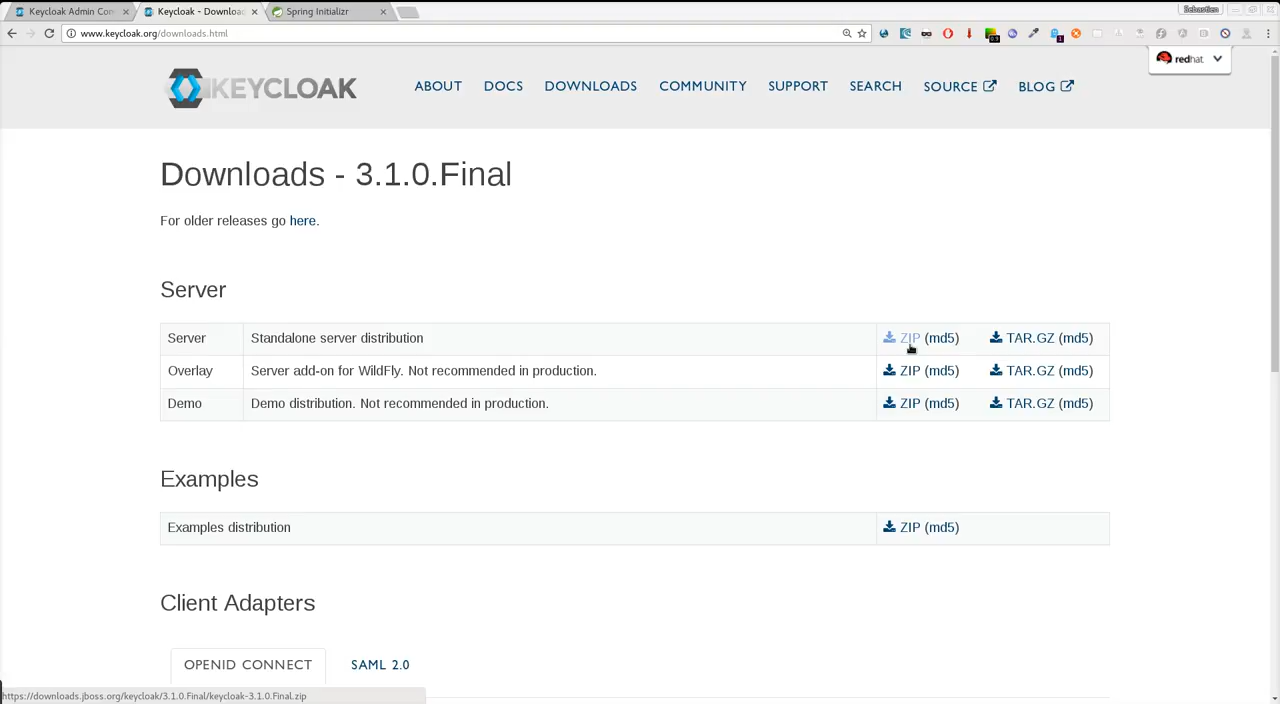 Keycloak Admin Con
Keycloak - Download
Spring Initializr
Sebastien
www.keycloak.org/downloads.html
redhat
KEYCLOAK
ABOUT DOCS DOWNLOADS COMMUNITY SUPPORT SEARCH SOURCE BLOG
Downloads - 3.1.0.Final
For older releases go here.
Server
Server Standalone server distribution ZIP (md5) TAR.GZ (md5)
Overlay Server add-on for WildFly. Not recommended in production. ZIP (md5) TAR.GZ (md5)
Demo Demo distribution. Not recommended in production. ZIP (md5) TAR.GZ (md5)
Examples
Examples distribution ZIP (md5)
Client Adapters
OPENID CONNECT SAML 2.0
https://downloads.jboss.org/keycloak/3.1.0.Final/keycloak-3.1.0.Final.zip